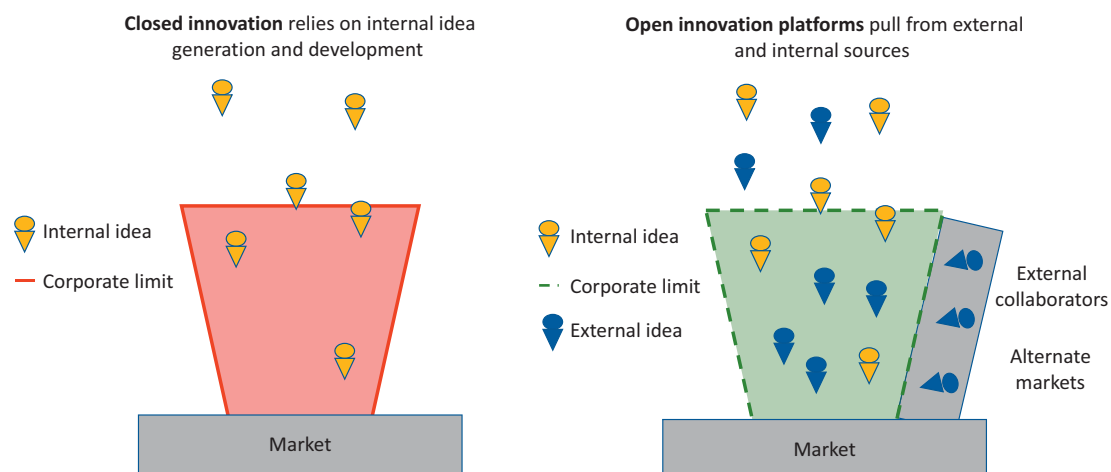 Closed innovation relies on internal idea
generation and development
Internal idea
Corporate limit
Market
Open innovation platforms pull from external
and internal sources
Internal idea
Corporate limit
External idea
External
collaborators
Alternate
markets
Market